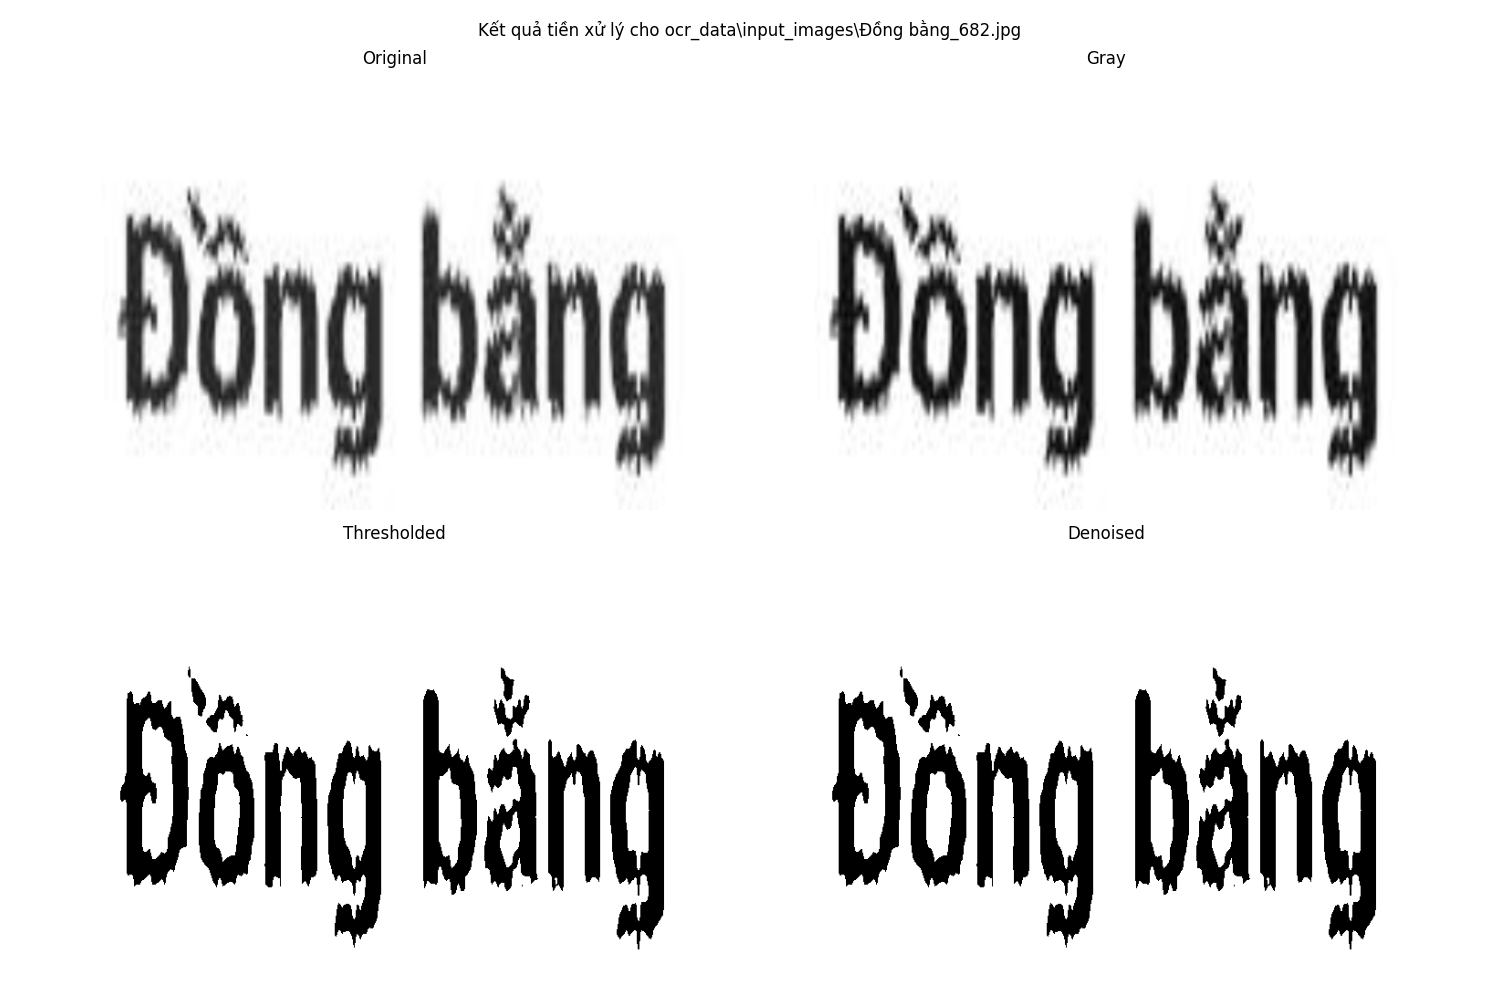 Kết quả tiền xử lý cho ocr_data\input_images\Đồng bằng_682.jpg
Original Gray
Đồng bằng Đồng bằng
Thresholded Denoised
Đồng bằng Đồng bằng